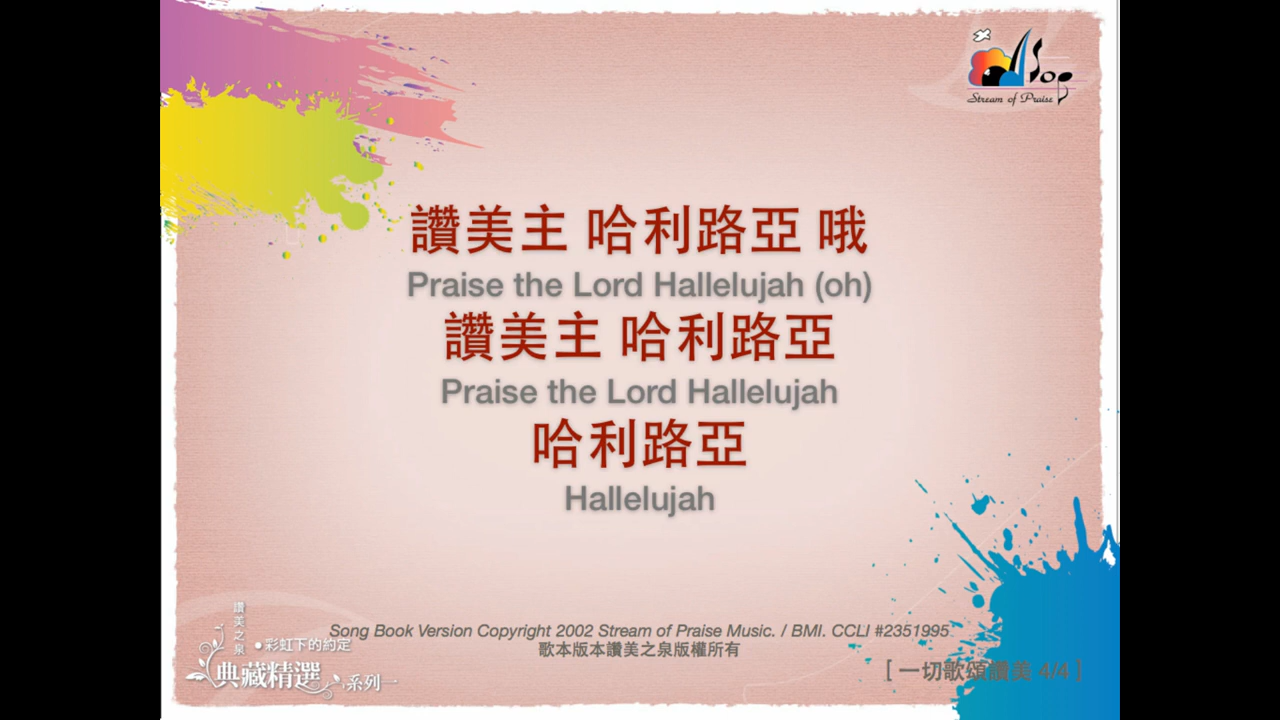 SOP
Stream of Praise
讚美主 哈利路亞 哦
Praise the Lord Hallelujah (oh)
讚美主 哈利路亞
Praise the Lord Hallelujah
哈利路亞
Hallelujah
讚美之泉
•彩虹下的約定
典藏精選 系列一
Song Book Version Copyright 2002 Stream of Praise Music. / BMI. CCLI #2351995
歌本版本讚美之泉版權所有
[ 一切歌頌讚美 4/4 ]